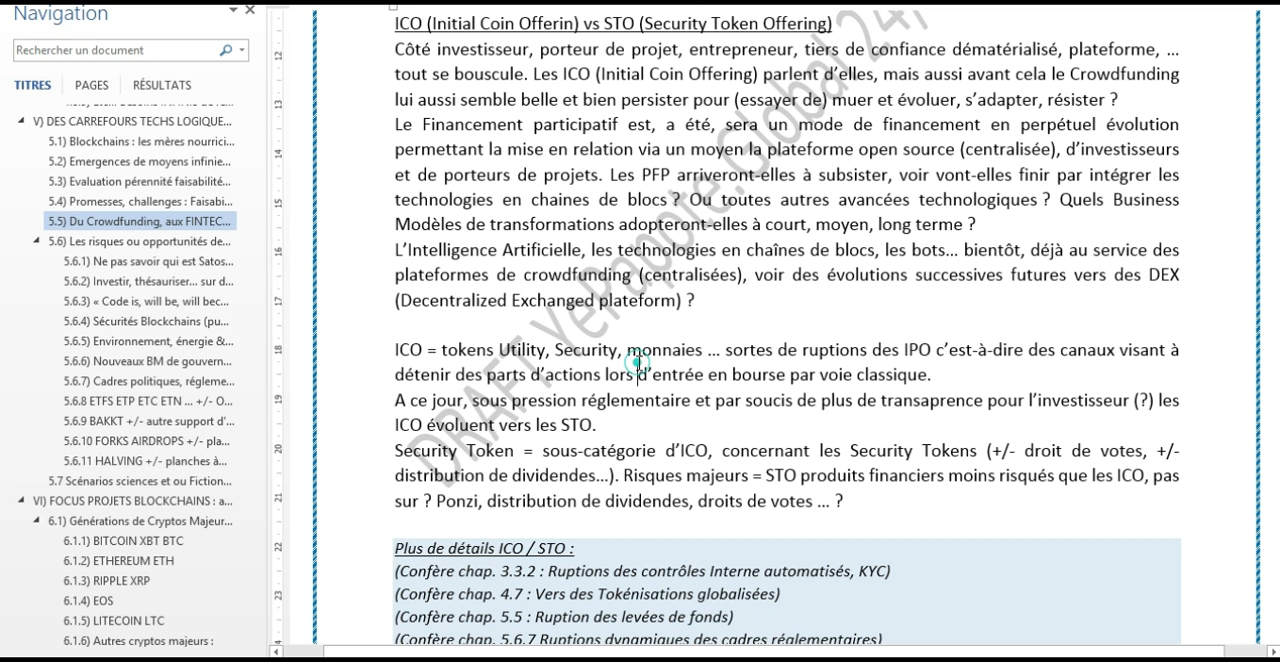 Navigation
Rechercher un document
TITRES PAGES RÉSULTATS
V) DES CARREFOURS TECHS LOGIQUE...
5.1) Blockchains : les mères nourrici...
5.2) Emergences de moyens infinie...
5.3) Evaluation pérennité faisabilité...
5.4) Promesses, challenges : Faisabi...
5.5) Du Crowdfunding, aux FINTEC...
5.6) Les risques ou opportunités de...
5.6.1) Ne pas savoir qui est Satos...
5.6.2) Investir, thésauriser... sur d...
5.6.3) « Code is, will be, will bec...
5.6.4) Sécurités Blockchains (pu...
5.6.5) Environnement, énergie &...
5.6.6) Nouveaux BM de gouvern...
5.6.7) Cadres politiques, régleme...
5.6.8 ETFS ETP ETC ETN ... +/- O...
5.6.9 BAKKT +/- autre support d'...
5.6.10 FORKS AIRDROPS +/- pla...
5.6.11 HALVING +/- planches à...
5.7 Scénarios sciences et ou Fiction...
VI) FOCUS PROJETS BLOCKCHAINS : a...
6.1) Générations de Cryptos Majeur...
6.1.1) BITCOIN XBT BTC
6.1.2) ETHEREUM ETH
6.1.3) RIPPLE XRP
6.1.4) EOS
6.1.5) LITECOIN LTC
6.1.6) Autres cryptos majeurs :
12
13
14
15
16
17
18
19
20
21
22
23
ICO (Initial Coin Offerin) vs STO (Security Token Offering)
Côté investisseur, porteur de projet, entrepreneur, tiers de confiance dématérialisé, plateforme, ...
tout se bouscule. Les ICO (Initial Coin Offering) parlent d'elles, mais aussi avant cela le Crowdfunding
lui aussi semble belle et bien persister pour (essayer de) muer et évoluer, s'adapter, résister ?
Le Financement participatif est, a été, sera un mode de financement en perpétuel évolution
permettant la mise en relation via un moyen la plateforme open source (centralisée), d'investisseurs
et de porteurs de projets. Les PFP arriveront-elles à subsister, voir vont-elles finir par intégrer les
technologies en chaines de blocs ? Ou toutes autres avancées technologiques ? Quels Business
Modèles de transformations adopteront-elles à court, moyen, long terme ?
L'Intelligence Artificielle, les technologies en chaînes de blocs, les bots... bientôt, déjà au service des
plateformes de crowdfunding (centralisées), voir des évolutions successives futures vers des DEX
(Decentralized Exchanged plateform) ?
ICO = tokens Utility, Security, monnaies ... sortes de ruptions des IPO c'est-à-dire des canaux visant à
détenir des parts d'actions lors d'entrée en bourse par voie classique.
A ce jour, sous pression réglementaire et par soucis de plus de transaprence pour l'investisseur (?) les
ICO évoluent vers les STO.
Security Token = sous-catégorie d'ICO, concernant les Security Tokens (+/- droit de votes, +/-
distribution de dividendes...). Risques majeurs = STO produits financiers moins risqués que les ICO, pas
sur ? Ponzi, distribution de dividendes, droits de votes ... ?
Plus de détails ICO / STO :
(Confère chap. 3.3.2 : Ruptions des contrôles Interne automatisés, KYC)
(Confère chap. 4.7 : Vers des Tokénisations globalisées)
(Confère chap. 5.5 : Ruption des levées de fonds)
(Confère chap. 5.6.7 Ruptions dynamiques des cadres réglementaires)
DRAFT YePapote.Global